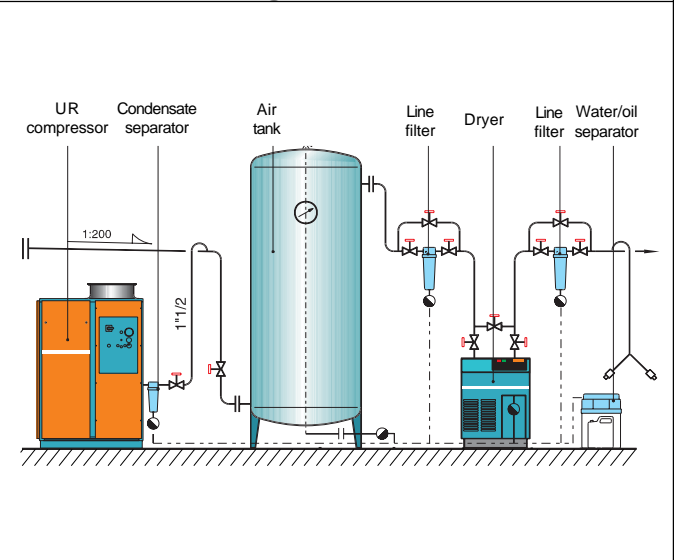 UR
compressor
Condensate
separator
Air
tank
Line
filter
Dryer
Line
filter
Water/oil
separator
1:200
1"1/2